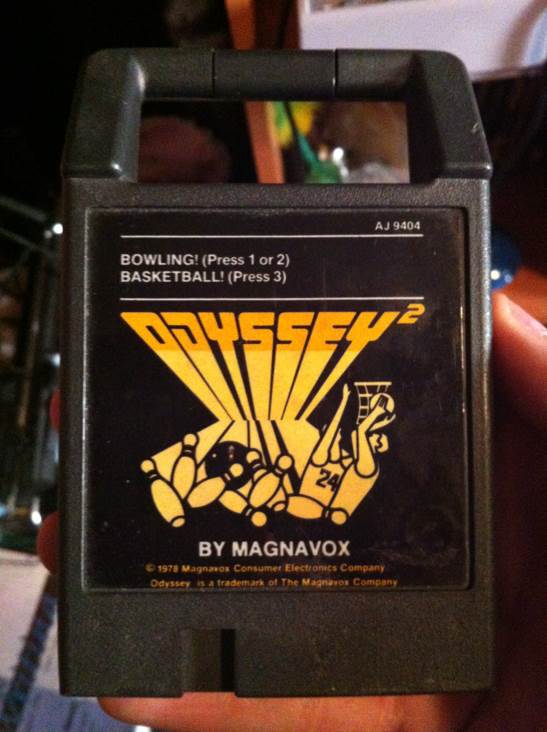 AJ 9404
BOWLING! (Press 1 or 2)
BASKETBALL! (Press 3)
ODYSSEY²
24
BY MAGNAVOX
© 1978 Magnavox Consumer Electronics Company
Odyssey is a trademark of The Magnavox Company